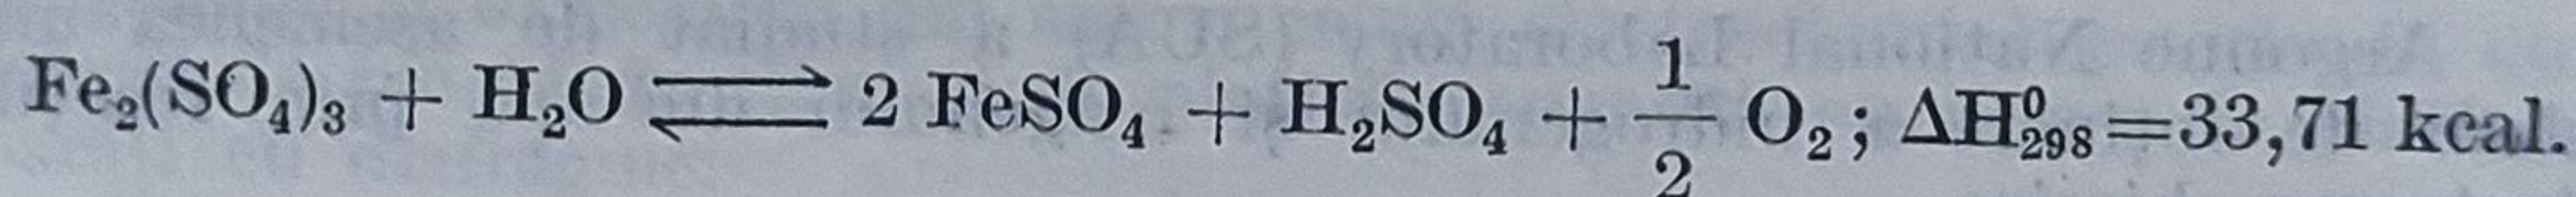 Fe₂(SO₄)₃ + H₂O ⇌ 2 FeSO₄ + H₂SO₄ + 1/2 O₂; ΔH⁰₂₉₈=33,71 kcal.